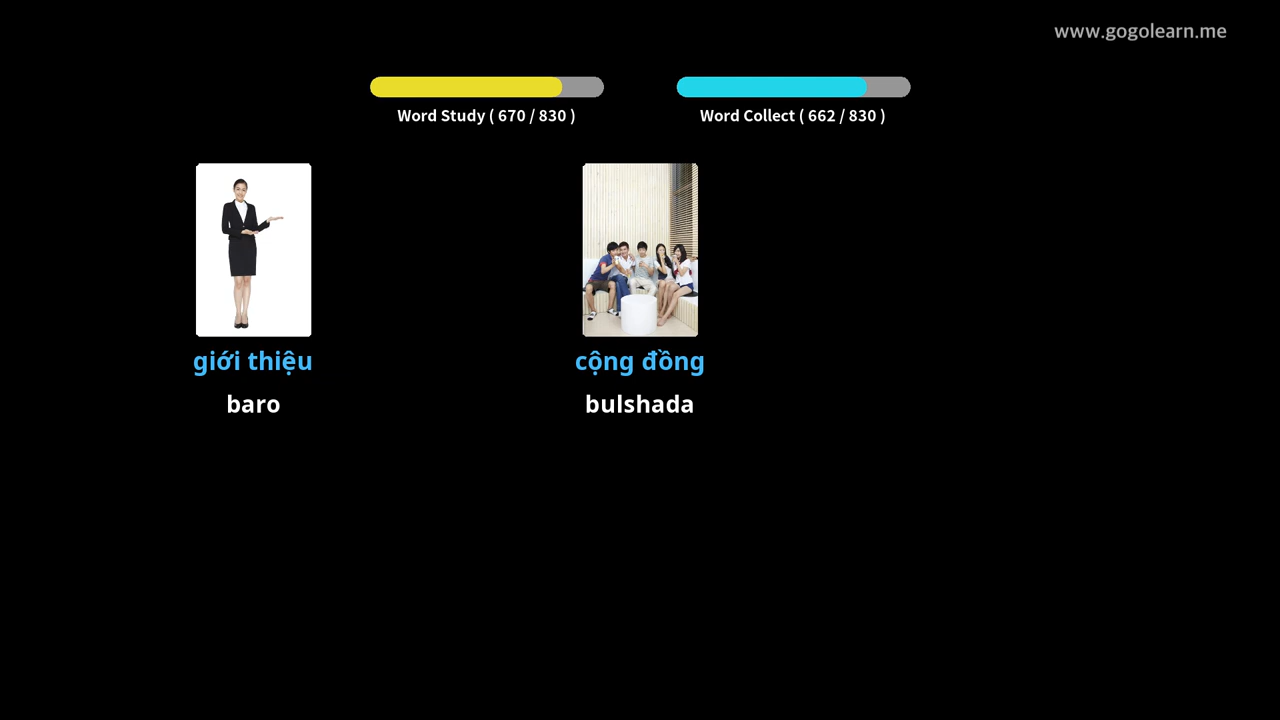 www.gogolearn.me
Word Study ( 670 / 830 )
Word Collect ( 662 / 830 )
giới thiệu
cộng đồng
baro
bulshada